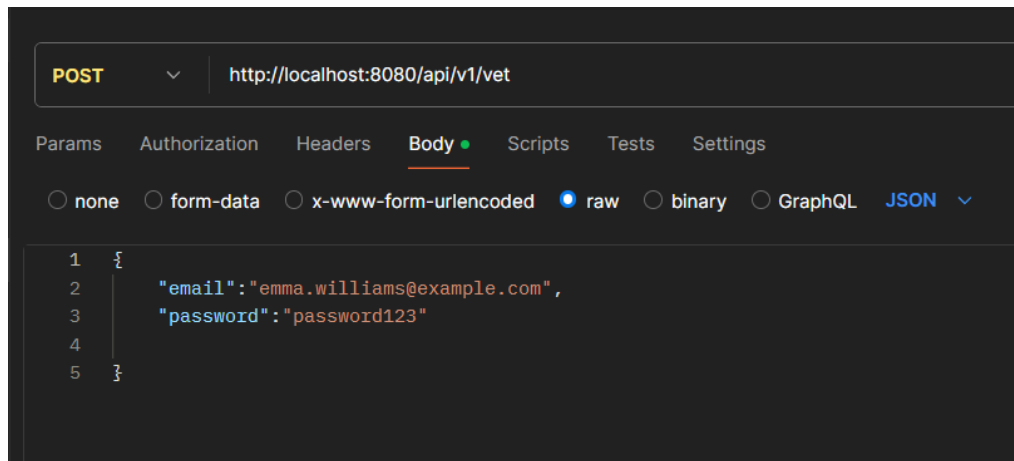 POST http://localhost:8080/api/v1/vet
Params Authorization Headers Body Scripts Tests Settings
none form-data x-www-form-urlencoded raw binary GraphQL JSON
1 {
2 "email":"emma.williams@example.com",
3 "password":"password123"
4
5 }